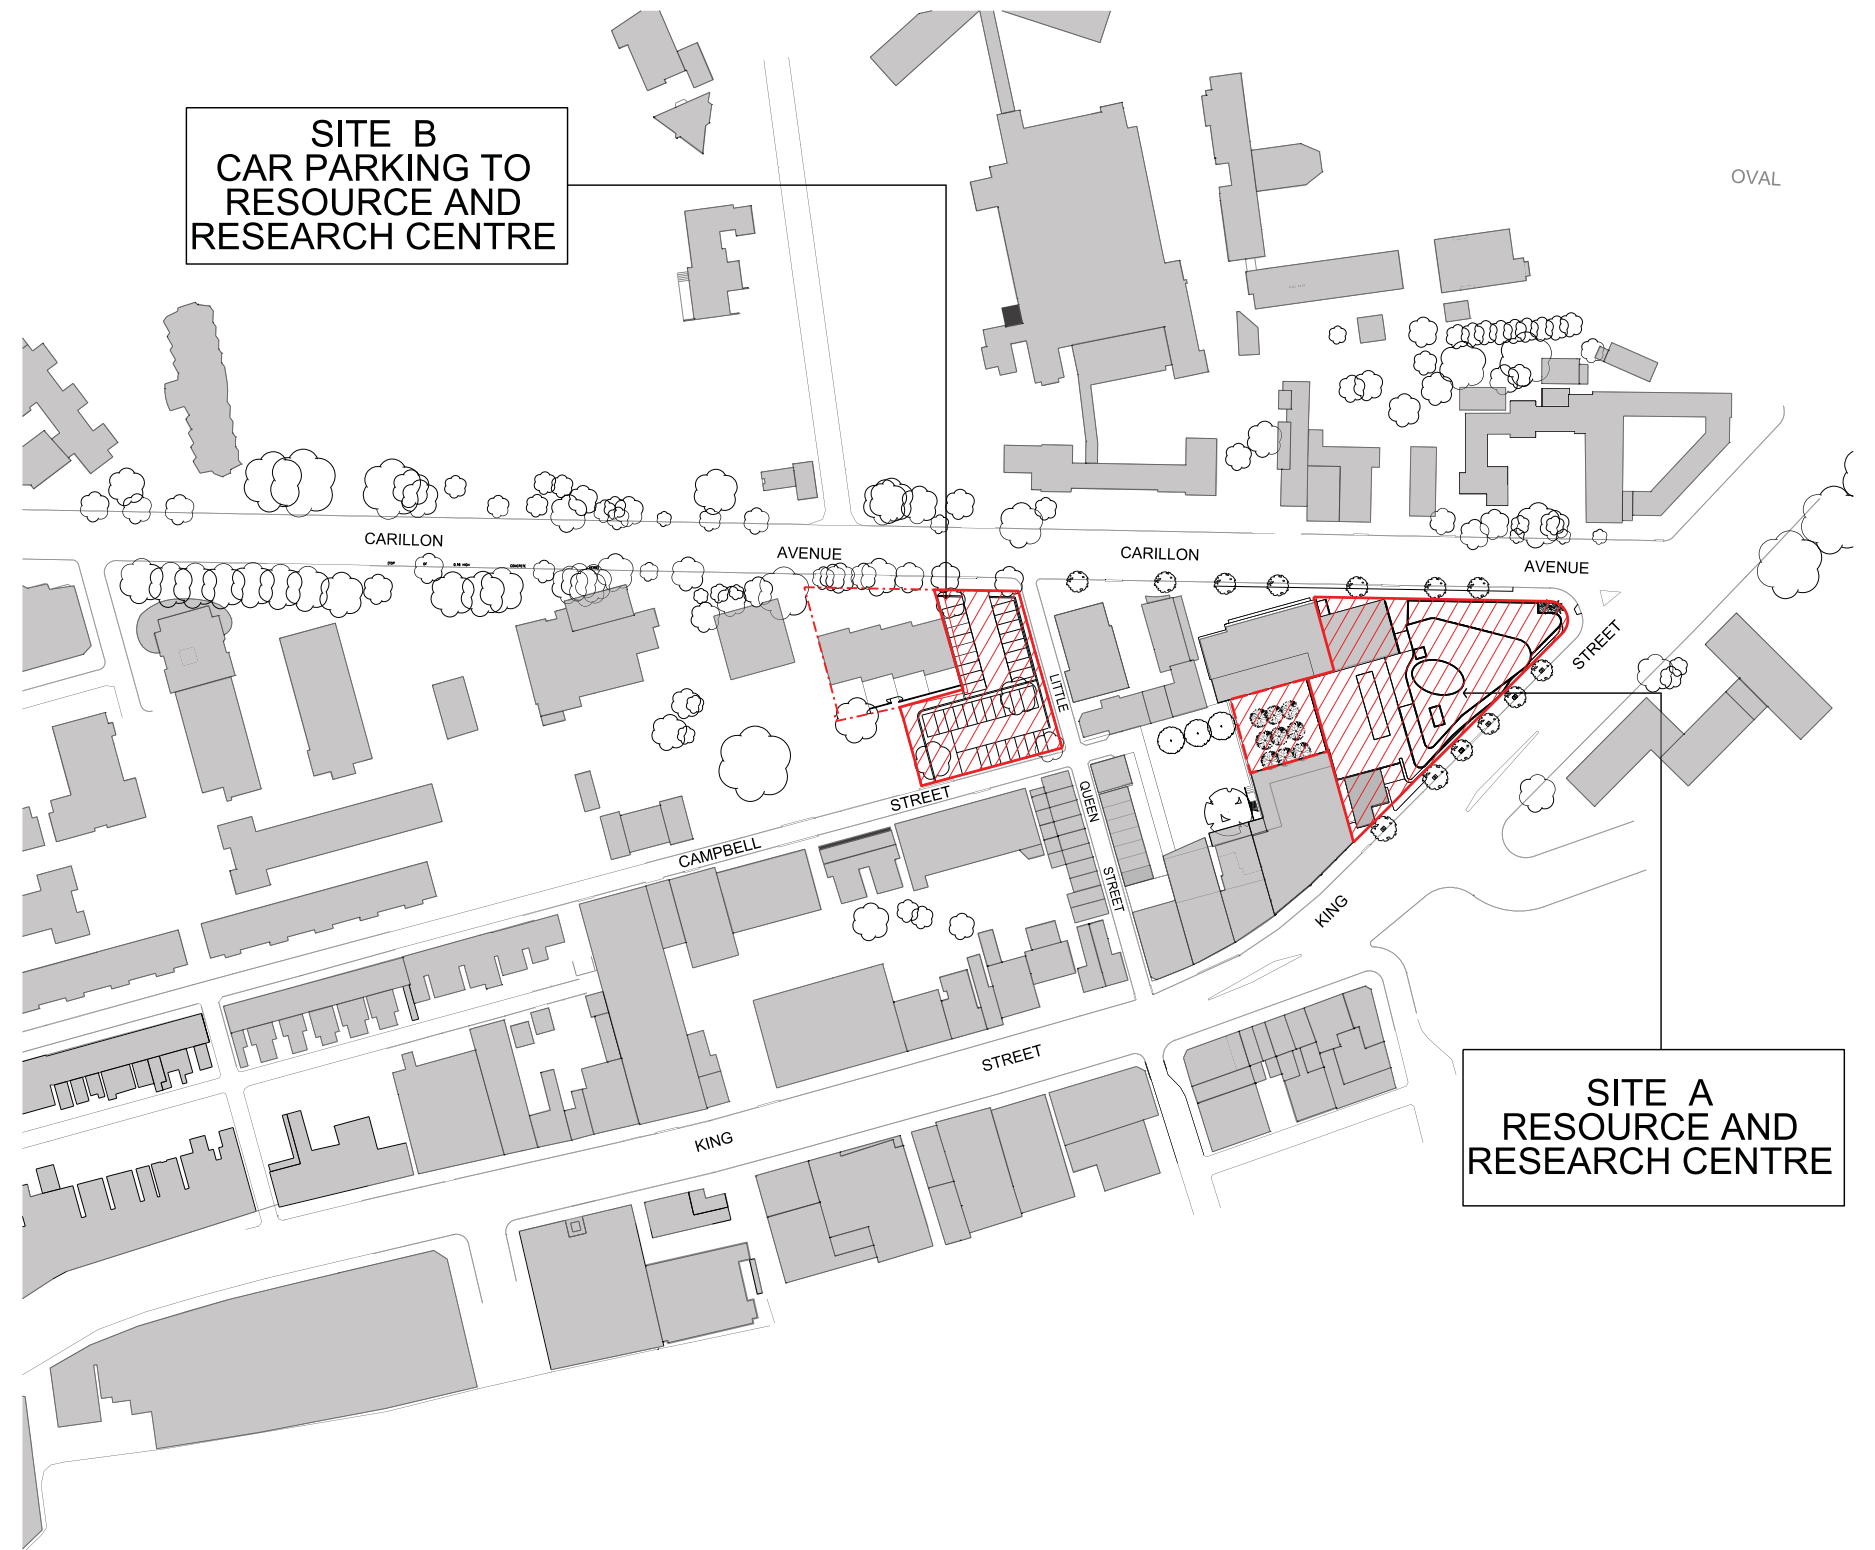 SITE B
CAR PARKING TO
RESOURCE AND
RESEARCH CENTRE
OVAL
CARILLON
AVENUE
CARILLON
AVENUE
STREET
LITTLE
QUEEN
STREET
STREET
CAMPBELL
KING
STREET
KING
SITE A
RESOURCE AND
RESEARCH CENTRE